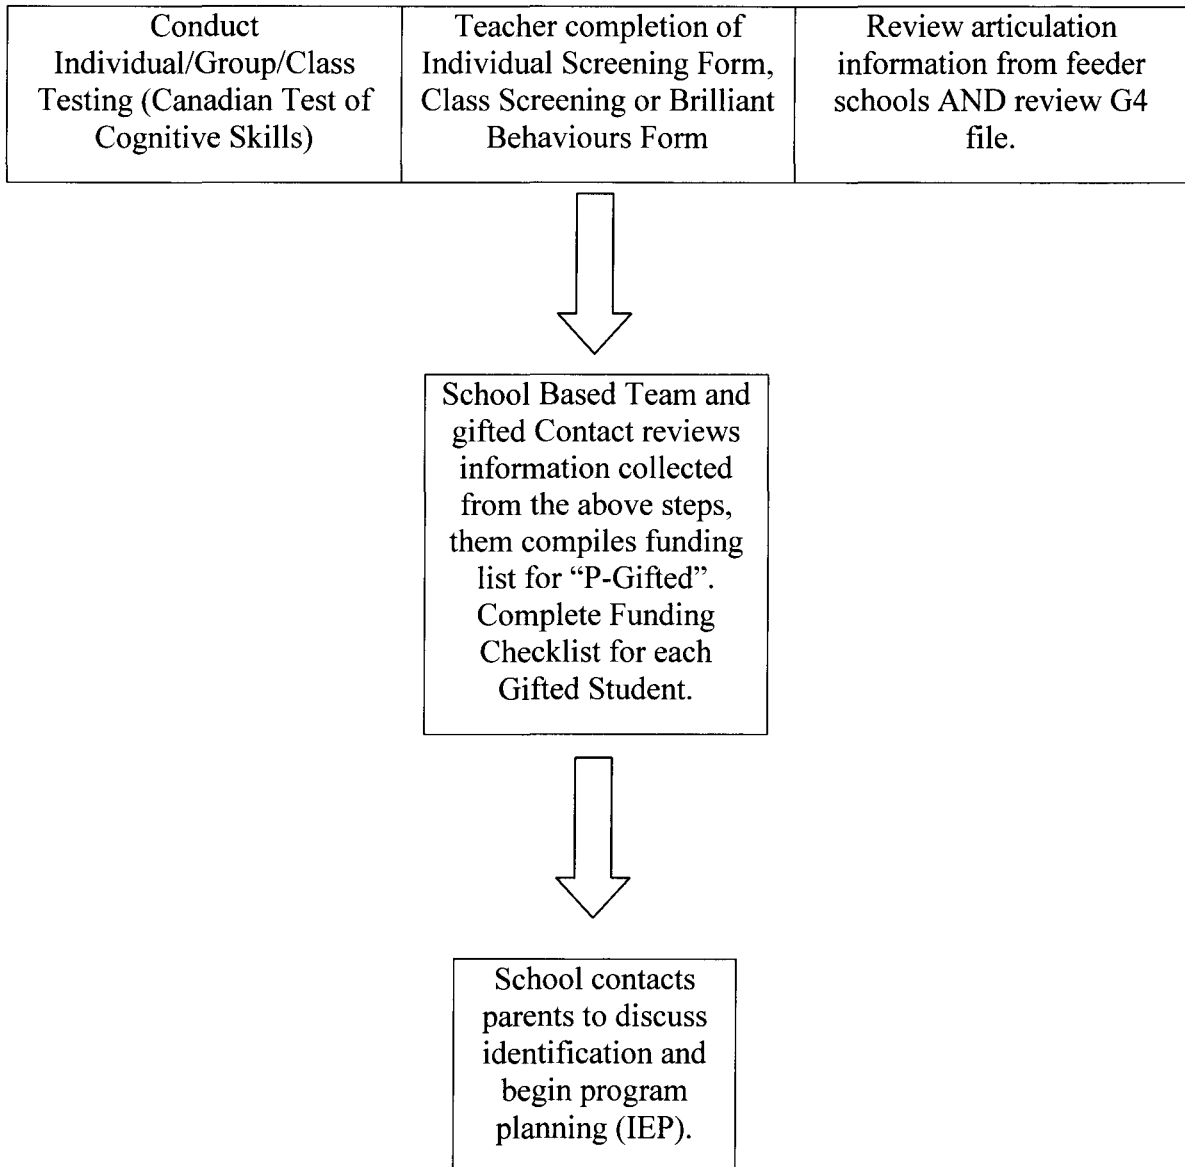 Conduct
Individual/Group/Class
Testing (Canadian Test of
Cognitive Skills)
Teacher completion of
Individual Screening Form,
Class Screening or Brilliant
Behaviours Form
Review articulation
information from feeder
schools AND review G4
file.
School Based Team and
gifted Contact reviews
information collected
from the above steps,
them compiles funding
list for “P-Gifted”.
Complete Funding
Checklist for each
Gifted Student.
School contacts
parents to discuss
identification and
begin program
planning (IEP).